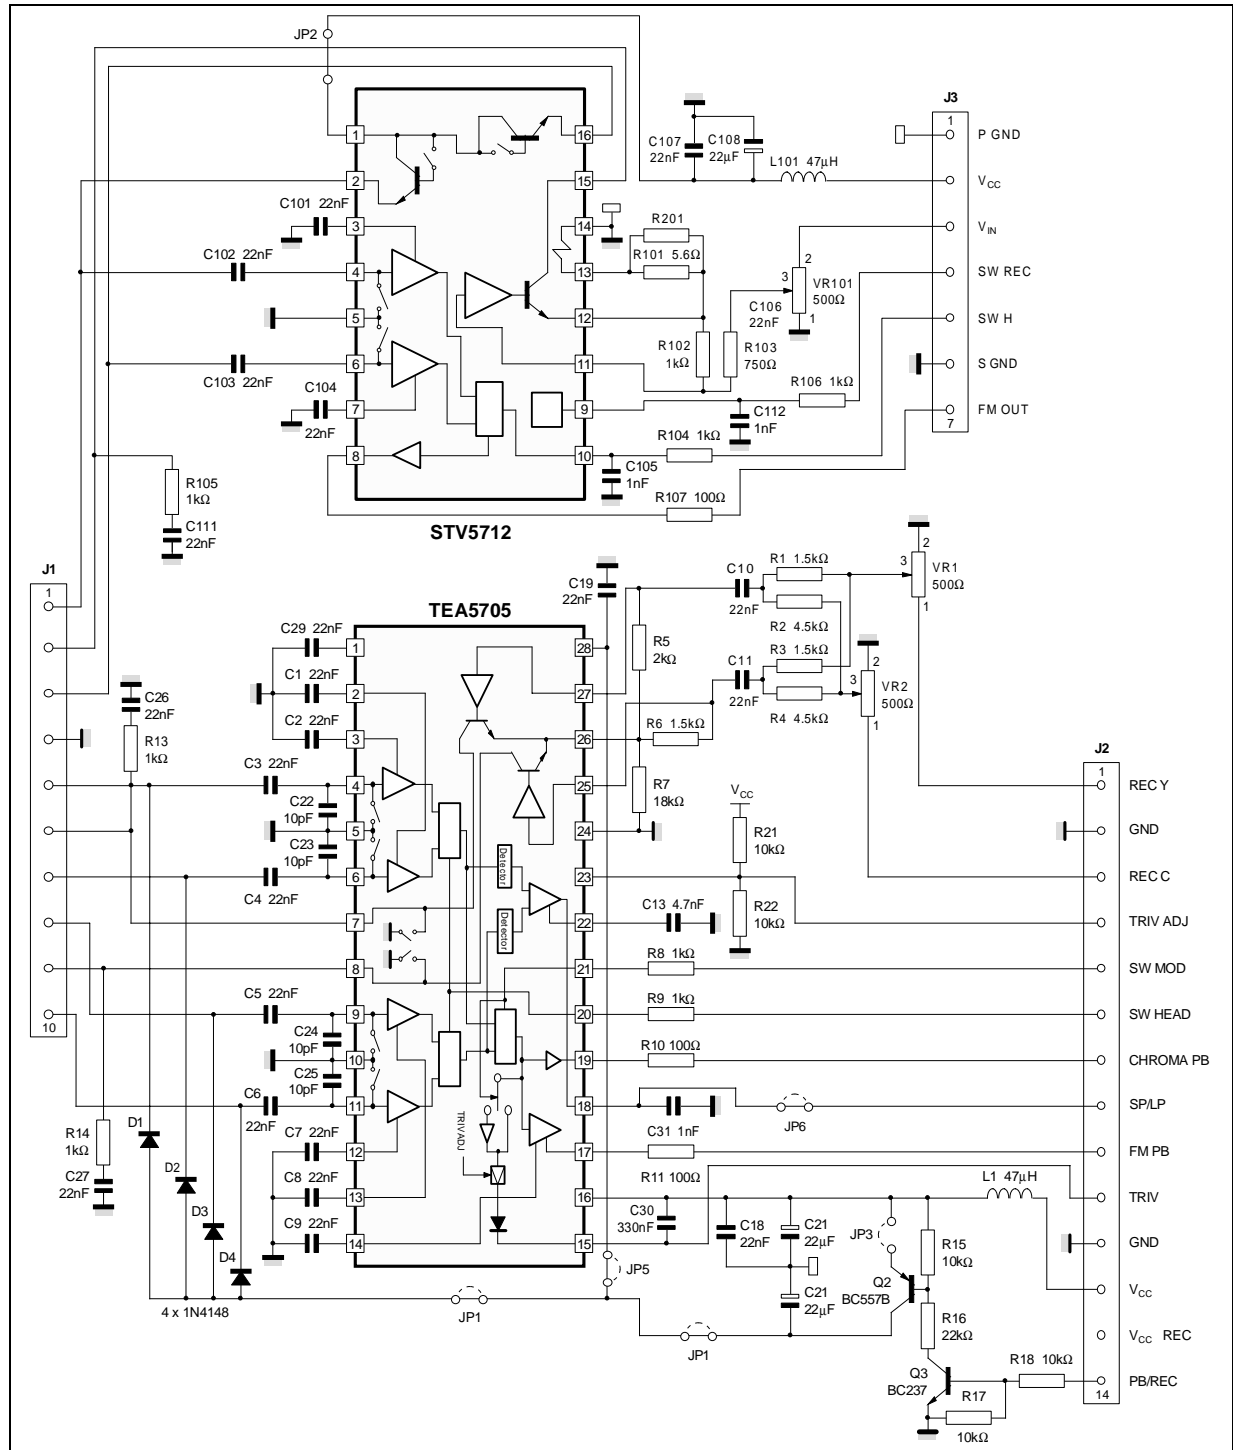 JP2
J3
1
P GND
VCC
VIN
SW REC
SW H
S GND
FM OUT
7
C107
22nF
C108
22µF
L101 47µH
1
2
3
4
5
6
7
8
16
15
14
13
12
11
9
10
C101 22nF
C102 22nF
C103 22nF
C104
22nF
R201
R101 5.6Ω
R102
1kΩ
R103
750Ω
C106
22nF
2
3
VR101
500Ω
1
R106 1kΩ
C112
1nF
R104 1kΩ
C105
1nF
R107 100Ω
R105
1kΩ
C111
22nF
STV5712
J1
1
10
TEA5705
C19
22nF
C10
22nF
R1 1.5kΩ
R2 4.5kΩ
R3 1.5kΩ
R4 4.5kΩ
C11
22nF
2
3
VR1
500Ω
1
2
3
VR2
500Ω
1
R5
2kΩ
R6 1.5kΩ
R7
18kΩ
VCC
R21
10kΩ
R22
10kΩ
C29 22nF
C1 22nF
C2 22nF
C3 22nF
C26
22nF
R13
1kΩ
C22
10pF
C23
10pF
C4 22nF
C5 22nF
C24
10pF
C25
10pF
C6
22nF
C7 22nF
C8 22nF
C9 22nF
1
2
3
4
5
6
7
8
9
10
11
12
13
14
28
27
26
25
24
23
22
21
20
19
18
17
16
15
Detector
Detector
TRIVADJ
C13 4.7nF
R8 1kΩ
R9 1kΩ
R10 100Ω
C31 1nF
R11 100Ω
JP6
C30
330nF
C18
22nF
C21
22µF
C21
22µF
JP3
JP5
L1 47µH
R15
10kΩ
Q2
BC557B
R16
22kΩ
Q3
BC237
R17
10kΩ
R18 10kΩ
JP1
JP1
R14
1kΩ
C27
22nF
D1
D2
D3
D4
4 x 1N4148
J2
1
REC Y
GND
REC C
TRIV ADJ
SW MOD
SW HEAD
CHROMA PB
SP/LP
FM PB
TRIV
GND
VCC
VCC REC
PB/REC
14